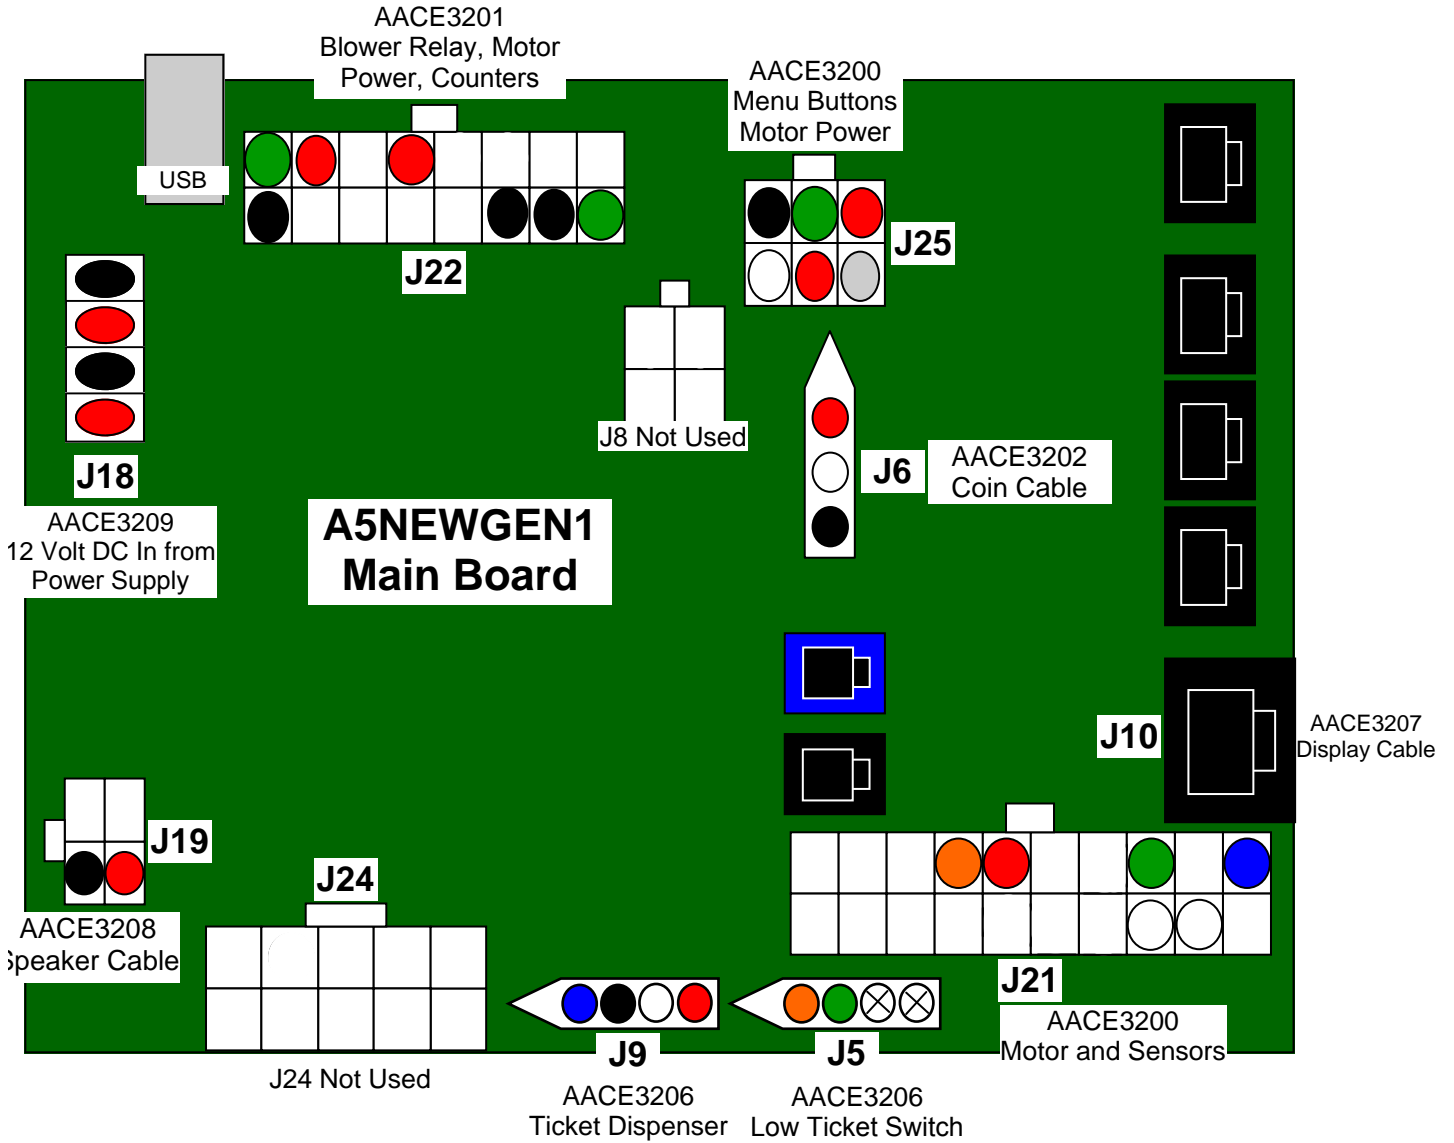 AACE3201
Blower Relay, Motor
Power, Counters
AACE3200
Menu Buttons
Motor Power
USB
J22
J25
J8 Not Used
J18
AACE3209
12 Volt DC In from
Power Supply
A5NEWGEN1
Main Board
J6
AACE3202
Coin Cable
J10
AACE3207
Display Cable
J19
AACE3208
Speaker Cable
J24
J24 Not Used
J9
AACE3206
Ticket Dispenser
J5
AACE3206
Low Ticket Switch
J21
AACE3200
Motor and Sensors